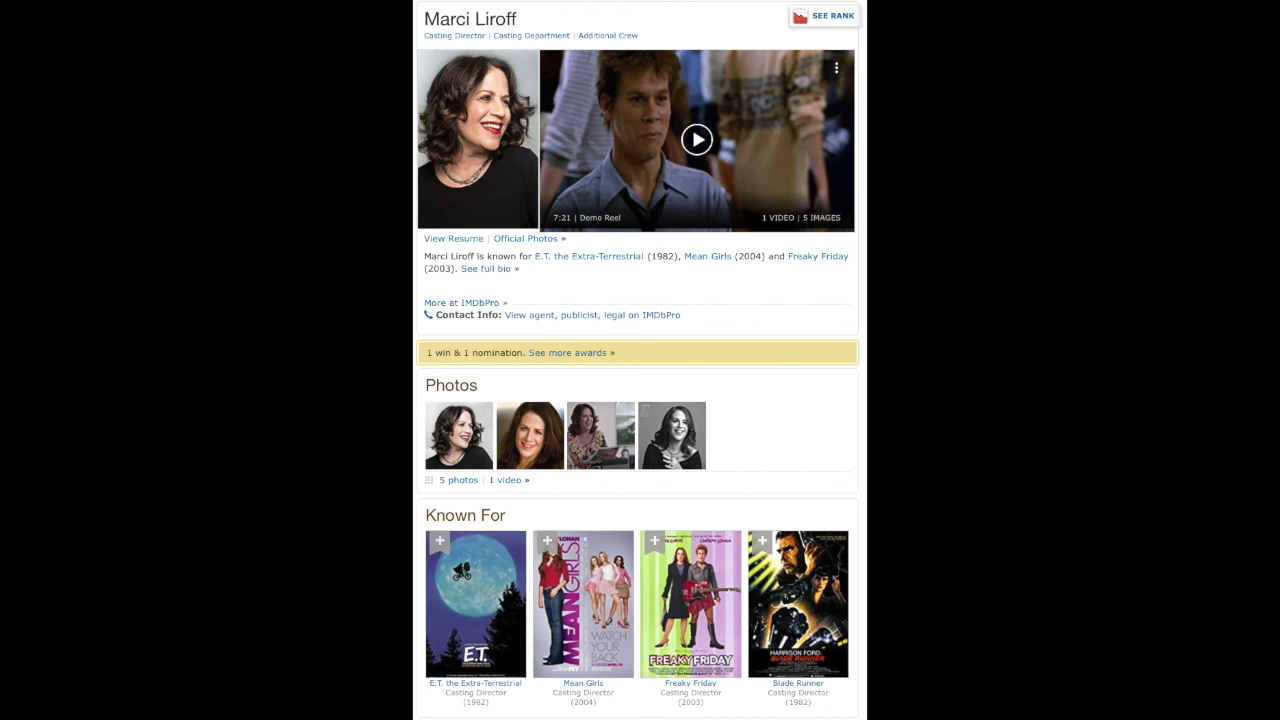 Marci Liroff
SEE RANK
Casting Director | Casting Department | Additional Crew
7:21 | Demo Reel
1 VIDEO | 5 IMAGES
View Resume | Official Photos »
Marci Liroff is known for E.T. the Extra-Terrestrial (1982), Mean Girls (2004) and Freaky Friday
(2003). See full bio »
More at IMDbPro »
Contact Info: View agent, publicist, legal on IMDbPro
1 win & 1 nomination. See more awards »
Photos
5 photos | 1 video »
Known For
E.T.
LOHAN
MEAN GIRLS
WATCH
YOUR
BACK
FREAKY FRIDAY
HARRISON FORD
BLADE RUNNER
E.T. the Extra-Terrestrial
Casting Director
(1982)
Mean Girls
Casting Director
(2004)
Freaky Friday
Casting Director
(2003)
Blade Runner
Casting Director
(1982)